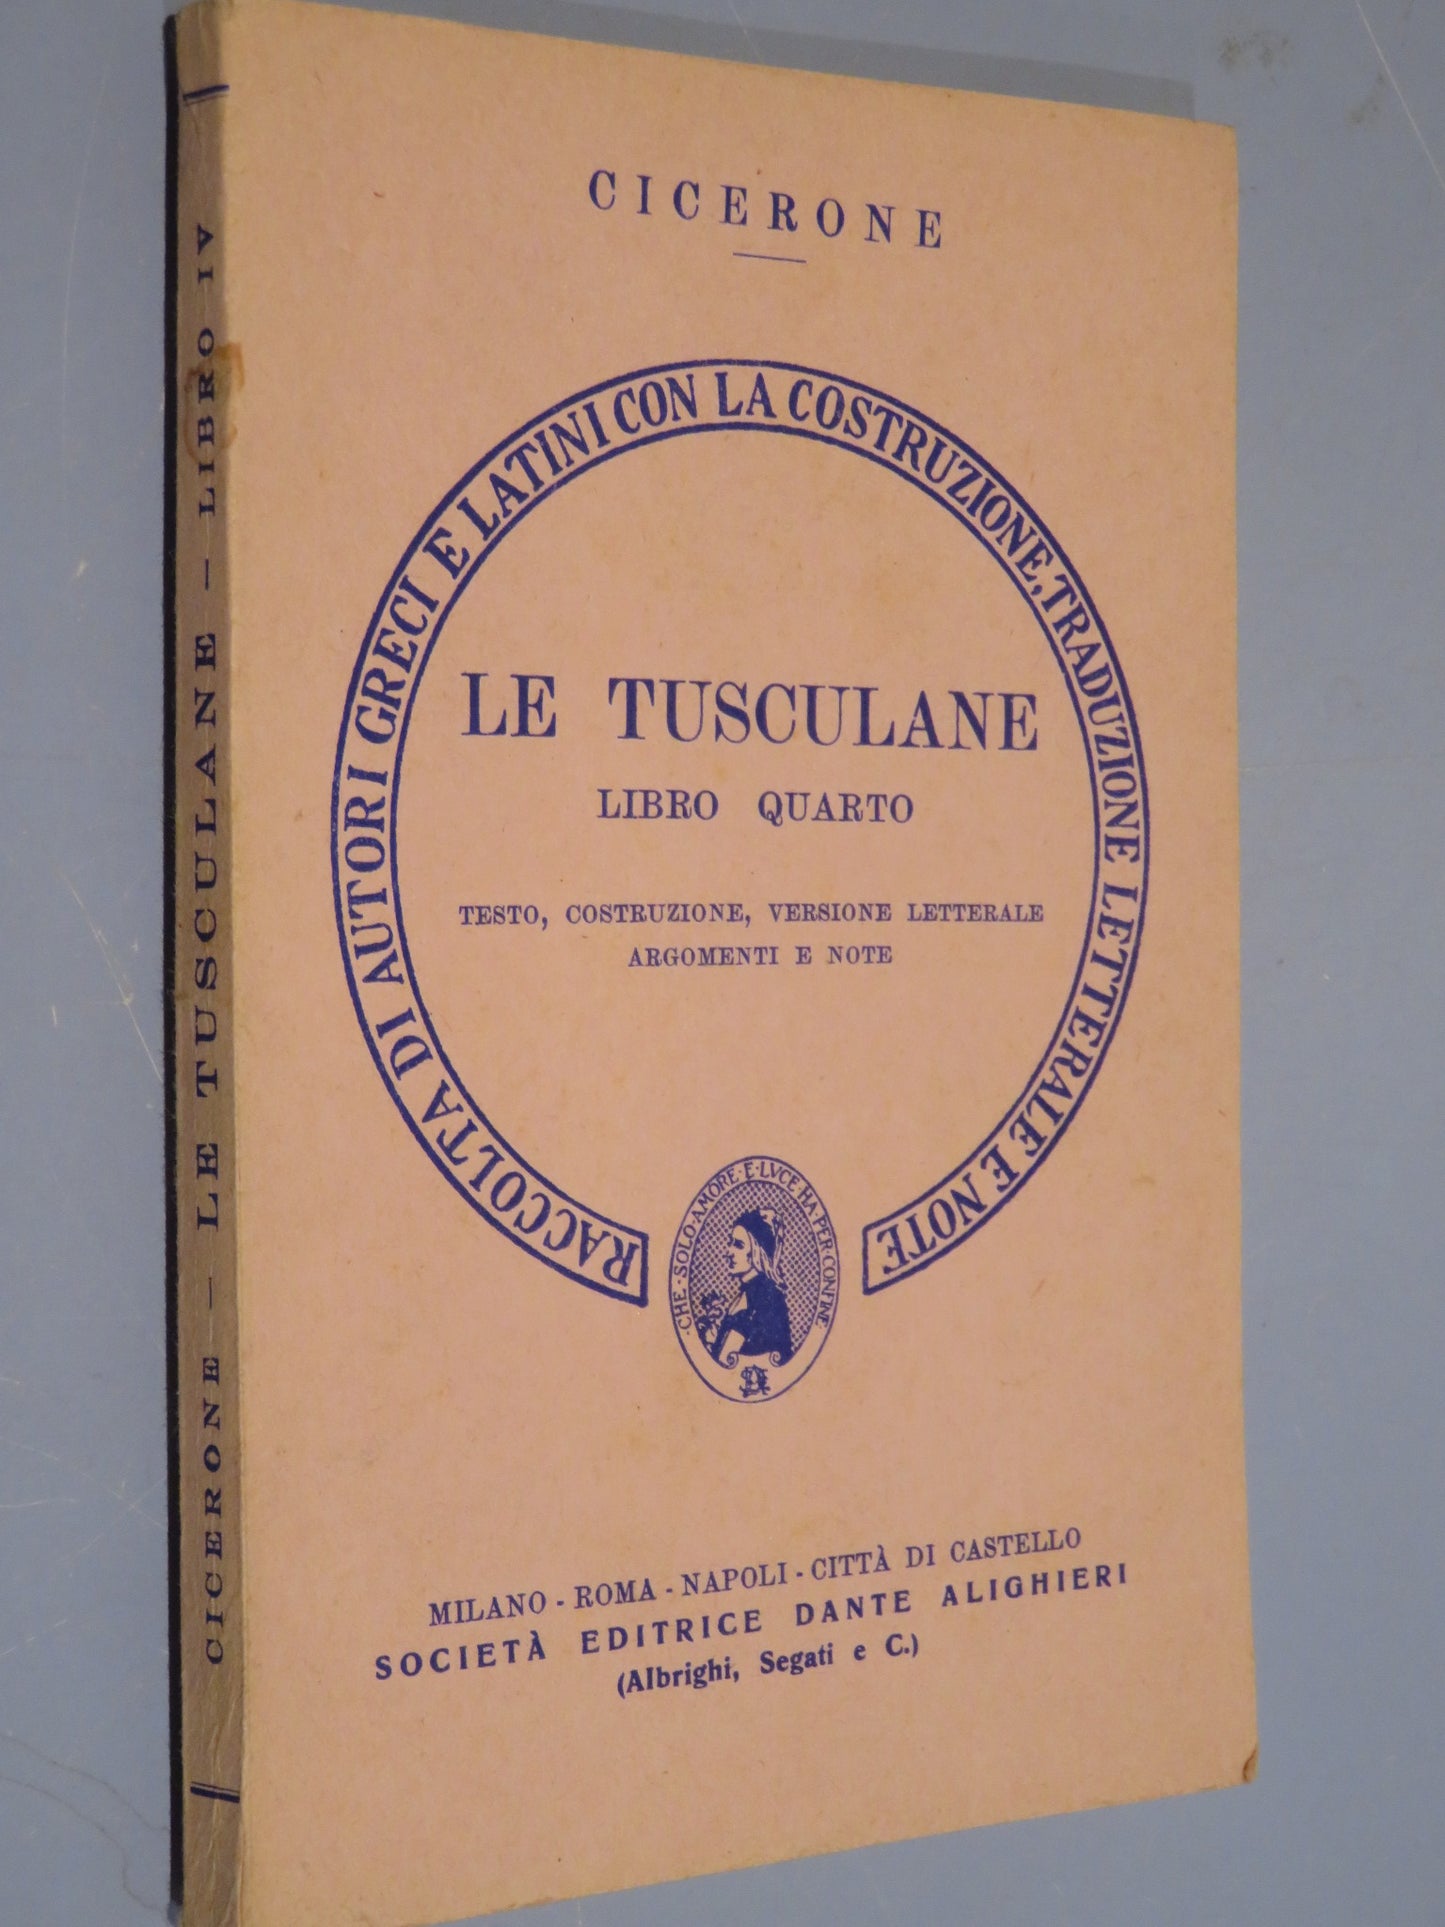 CICERONE — LE TUSCULANE — LIBRO IV
CICERONE
RACCOLTA DI AUTORI GRECI E LATINI CON LA COSTRUZIONE, TRADUZIONE LETTERALE E NOTE
LE TUSCULANE
LIBRO QUARTO
TESTO, COSTRUZIONE, VERSIONE LETTERALE
ARGOMENTI E NOTE
·CHE·SOLO·AMORE·E·LVCE·HA·PER·CONFINE·
MILANO - ROMA - NAPOLI - CITTÀ DI CASTELLO
SOCIETÀ EDITRICE DANTE ALIGHIERI
(Albrighi, Segati e C.)